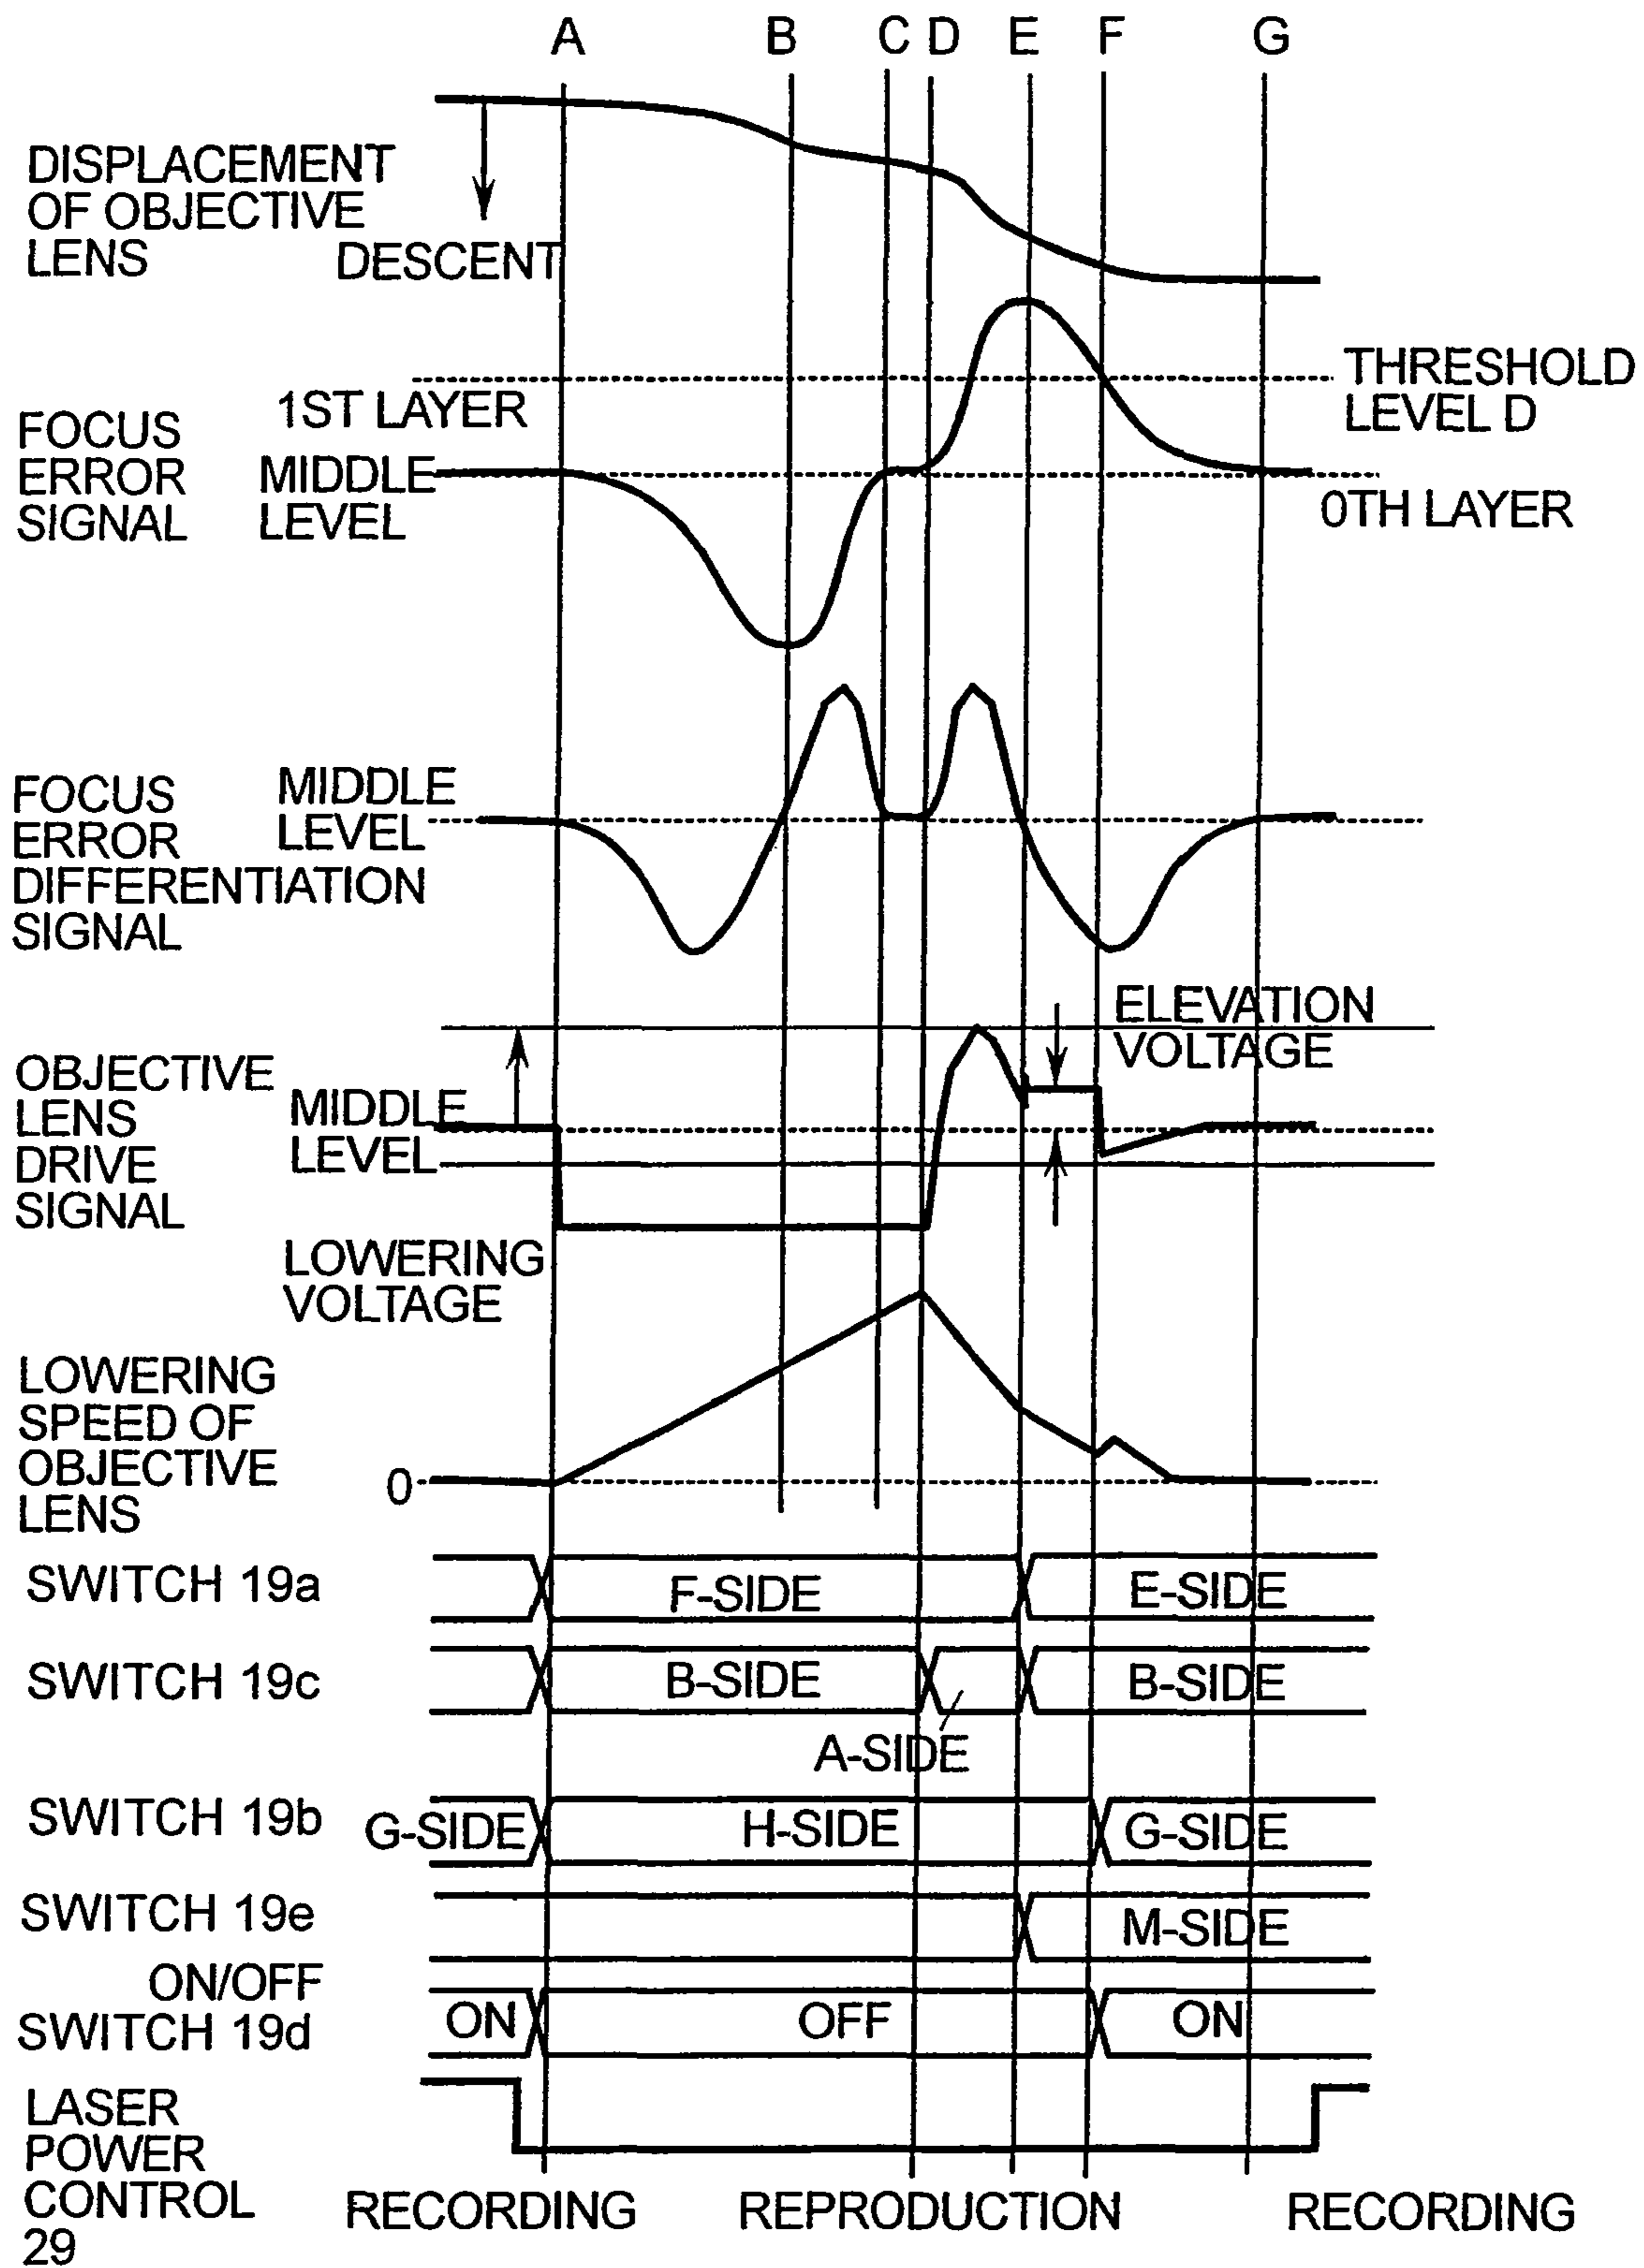 A B C D E F G
DISPLACEMENT
OF OBJECTIVE
LENS
DESCENT
THRESHOLD
LEVEL D
1ST LAYER
FOCUS
ERROR
SIGNAL
MIDDLE
LEVEL
0TH LAYER
FOCUS
ERROR
DIFFERENTIATION
SIGNAL
MIDDLE
LEVEL
ELEVATION
VOLTAGE
OBJECTIVE
LENS
DRIVE
SIGNAL
MIDDLE
LEVEL
LOWERING
VOLTAGE
LOWERING
SPEED OF
OBJECTIVE
LENS
0
SWITCH 19a
F-SIDE
E-SIDE
SWITCH 19c
B-SIDE
B-SIDE
A-SIDE
SWITCH 19b
G-SIDE
H-SIDE
G-SIDE
SWITCH 19e
M-SIDE
ON/OFF
SWITCH 19d
ON
OFF
ON
LASER
POWER
CONTROL
29
RECORDING
REPRODUCTION
RECORDING